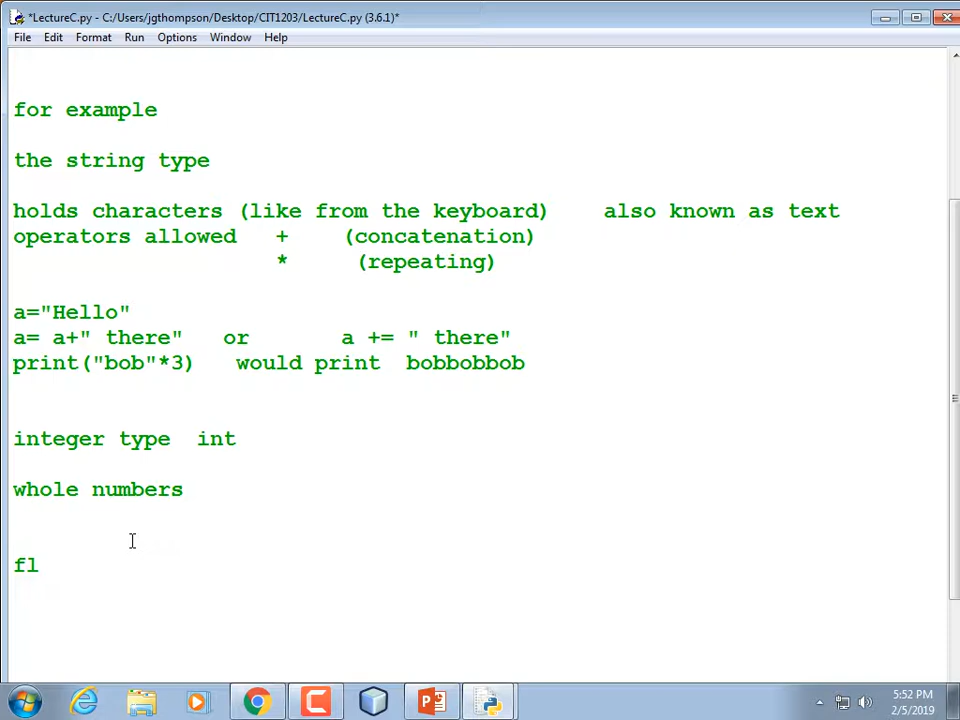 *LectureC.py - C:/Users/jgthompson/Desktop/CIT1203/LectureC.py (3.6.1)*
File Edit Format Run Options Window Help
for example
the string type
holds characters (like from the keyboard) also known as text
operators allowed + (concatenation)
* (repeating)
a="Hello"
a= a+" there" or a += " there"
print("bob"*3) would print bobbobbob
integer type int
whole numbers
fl
5:52 PM
2/5/2019